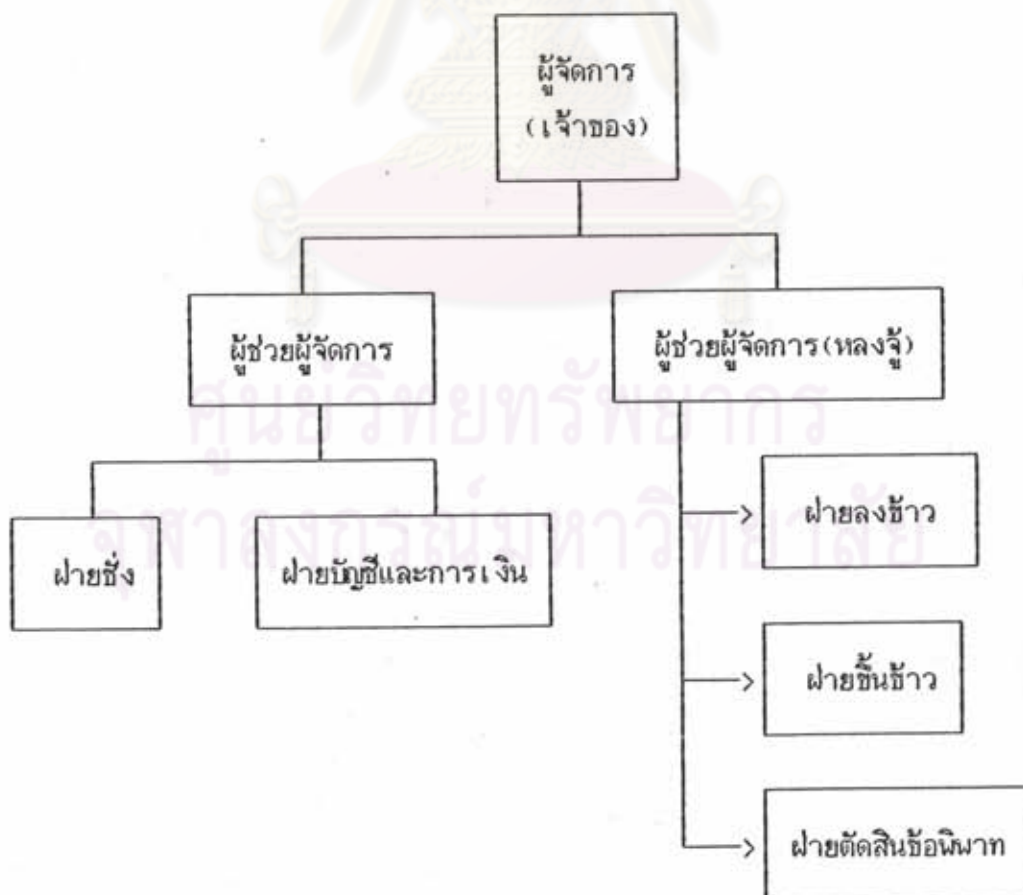 ผู้จัดการ
(เจ้าของ)
ผู้ช่วยผู้จัดการ
ผู้ช่วยผู้จัดการ(หลงจู้)
ฝ่ายลงข้าว
ฝ่ายชั่ง
ฝ่ายบัญชีและการเงิน
ฝ่ายขึ้นข้าว
ฝ่ายตัดสินข้อพิพาท
ศูนย์วิทยทรัพยากร
จุฬาลงกรณ์มหาวิทยาลัย